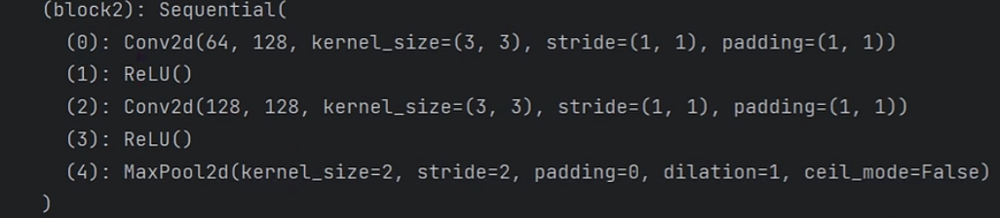 (block2): Sequential(
(0): Conv2d(64, 128, kernel_size=(3, 3), stride=(1, 1), padding=(1, 1))
(1): ReLU()
(2): Conv2d(128, 128, kernel_size=(3, 3), stride=(1, 1), padding=(1, 1))
(3): ReLU()
(4): MaxPool2d(kernel_size=2, stride=2, padding=0, dilation=1, ceil_mode=False)
)